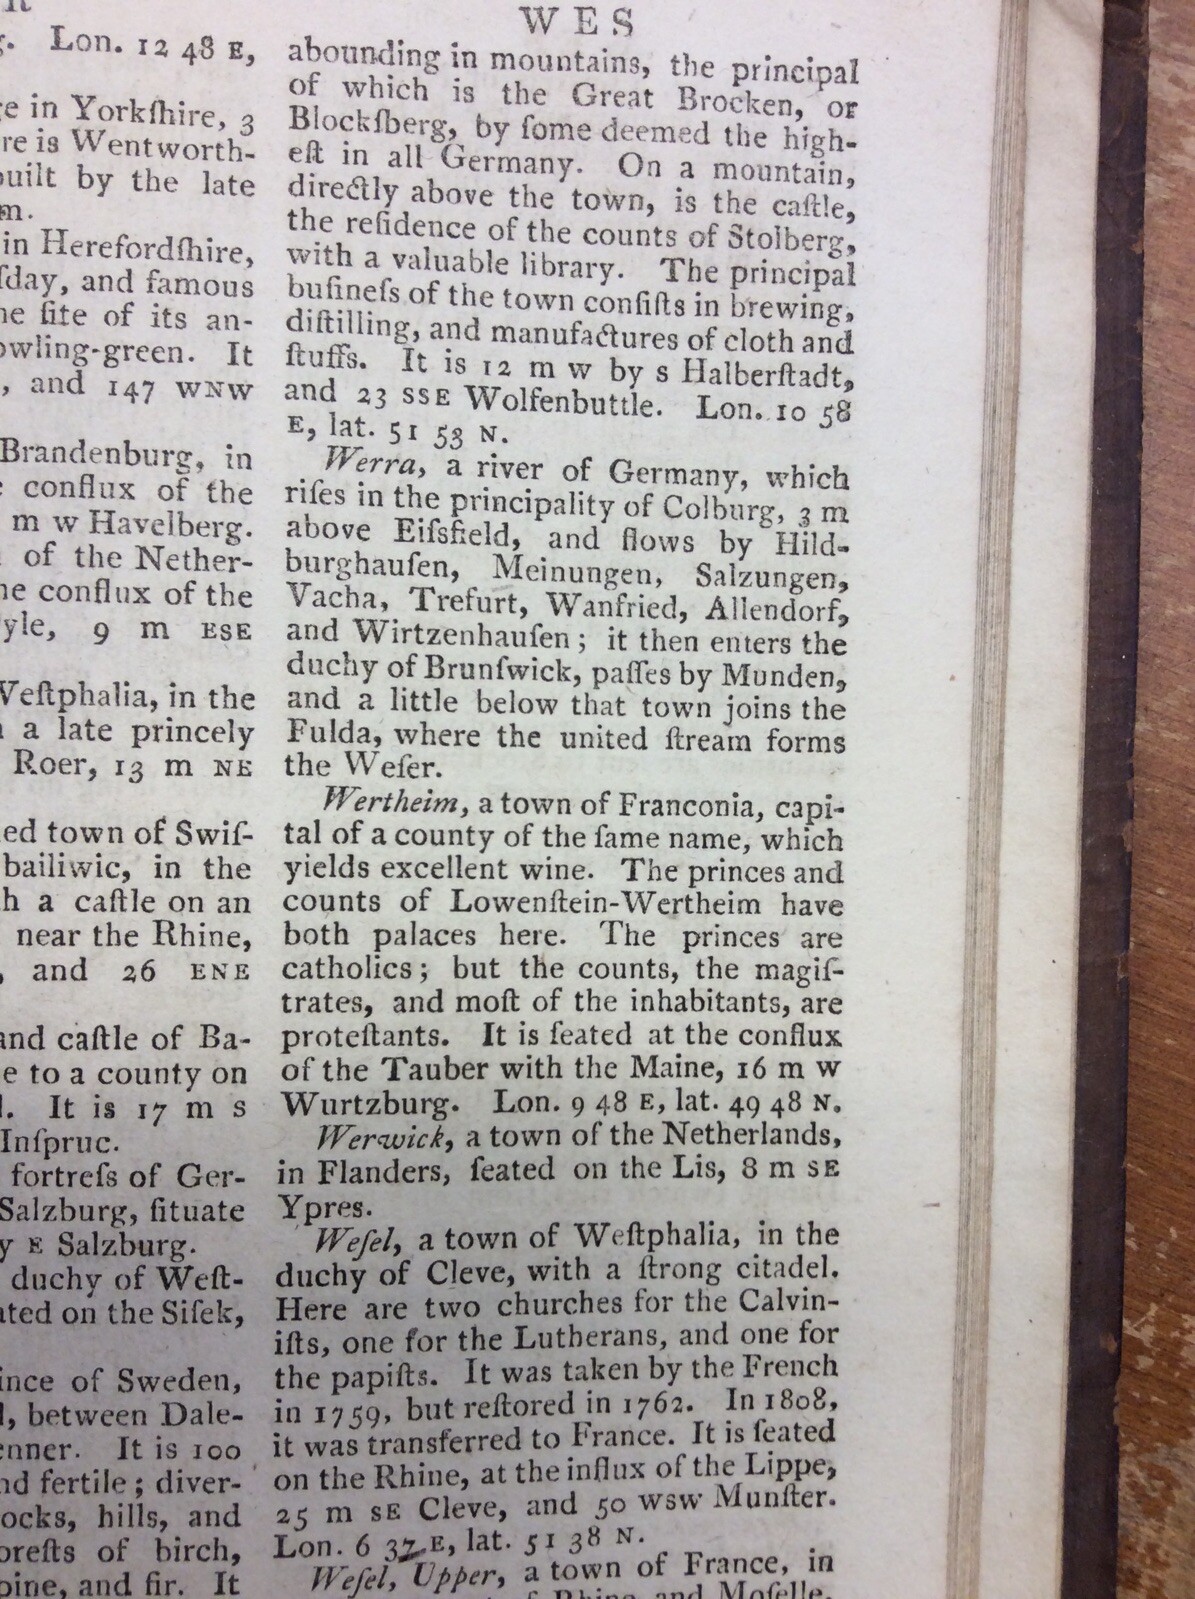 W E S
. Lon. 12 48 E,
in Yorkſhire, 3
re is Wentworth-
built by the late
m.
in Herefordſhire,
ſday, and famous
ſite of its an-
owling-green. It
, and 147 WNW
Brandenburg, in
conflux of the
m W Havelberg.
of the Nether-
conflux of the
yle, 9 m ESE
Weſtphalia, in the
a late princely
Roer, 13 m NE
ed town of Swiſ-
bailiwic, in the
h a caſtle on an
near the Rhine,
, and 26 ENE
and caſtle of Ba-
e to a county on
. It is 17 m S
Inſpruc.
fortreſs of Ger-
Salzburg, ſituate
y E Salzburg.
duchy of Weſt-
ated on the Siſek,
ince of Sweden,
, between Dale-
enner. It is 100
nd fertile; diver-
ocks, hills, and
oreſts of birch,
pine, and fir. It
abounding in mountains, the principal
of which is the Great Brocken, or
Blockſberg, by ſome deemed the high-
eſt in all Germany. On a mountain,
directly above the town, is the caſtle,
the reſidence of the counts of Stolberg,
with a valuable library. The principal
buſineſs of the town conſiſts in brewing,
diſtilling, and manufactures of cloth and
ſtuffs. It is 12 m W by S Halberſtadt,
and 23 SSE Wolfenbuttle. Lon. 10 58
E, lat. 51 53 N.
Werra, a river of Germany, which
riſes in the principality of Colburg, 3 m
above Eiſsfield, and flows by Hild-
burghauſen, Meinungen, Salzungen,
Vacha, Trefurt, Wanfried, Allendorf,
and Wirtzenhauſen; it then enters the
duchy of Brunſwick, paſſes by Munden,
and a little below that town joins the
Fulda, where the united ſtream forms
the Weſer.
Wertheim, a town of Franconia, capi-
tal of a county of the ſame name, which
yields excellent wine. The princes and
counts of Lowenſtein-Wertheim have
both palaces here. The princes are
catholics; but the counts, the magiſ-
trates, and moſt of the inhabitants, are
proteſtants. It is ſeated at the conflux
of the Tauber with the Maine, 16 m W
Wurtzburg. Lon. 9 48 E, lat. 49 48 N.
Werwick, a town of the Netherlands,
in Flanders, ſeated on the Lis, 8 m SE
Ypres.
Weſel, a town of Weſtphalia, in the
duchy of Cleve, with a ſtrong citadel.
Here are two churches for the Calvin-
iſts, one for the Lutherans, and one for
the papiſts. It was taken by the French
in 1759, but reſtored in 1762. In 1808,
it was transferred to France. It is ſeated
on the Rhine, at the influx of the Lippe,
25 m SE Cleve, and 50 WSW Munſter.
Lon. 6 37 E, lat. 51 38 N.
Weſel, Upper, a town of France, in
Rhine and Moſelle,